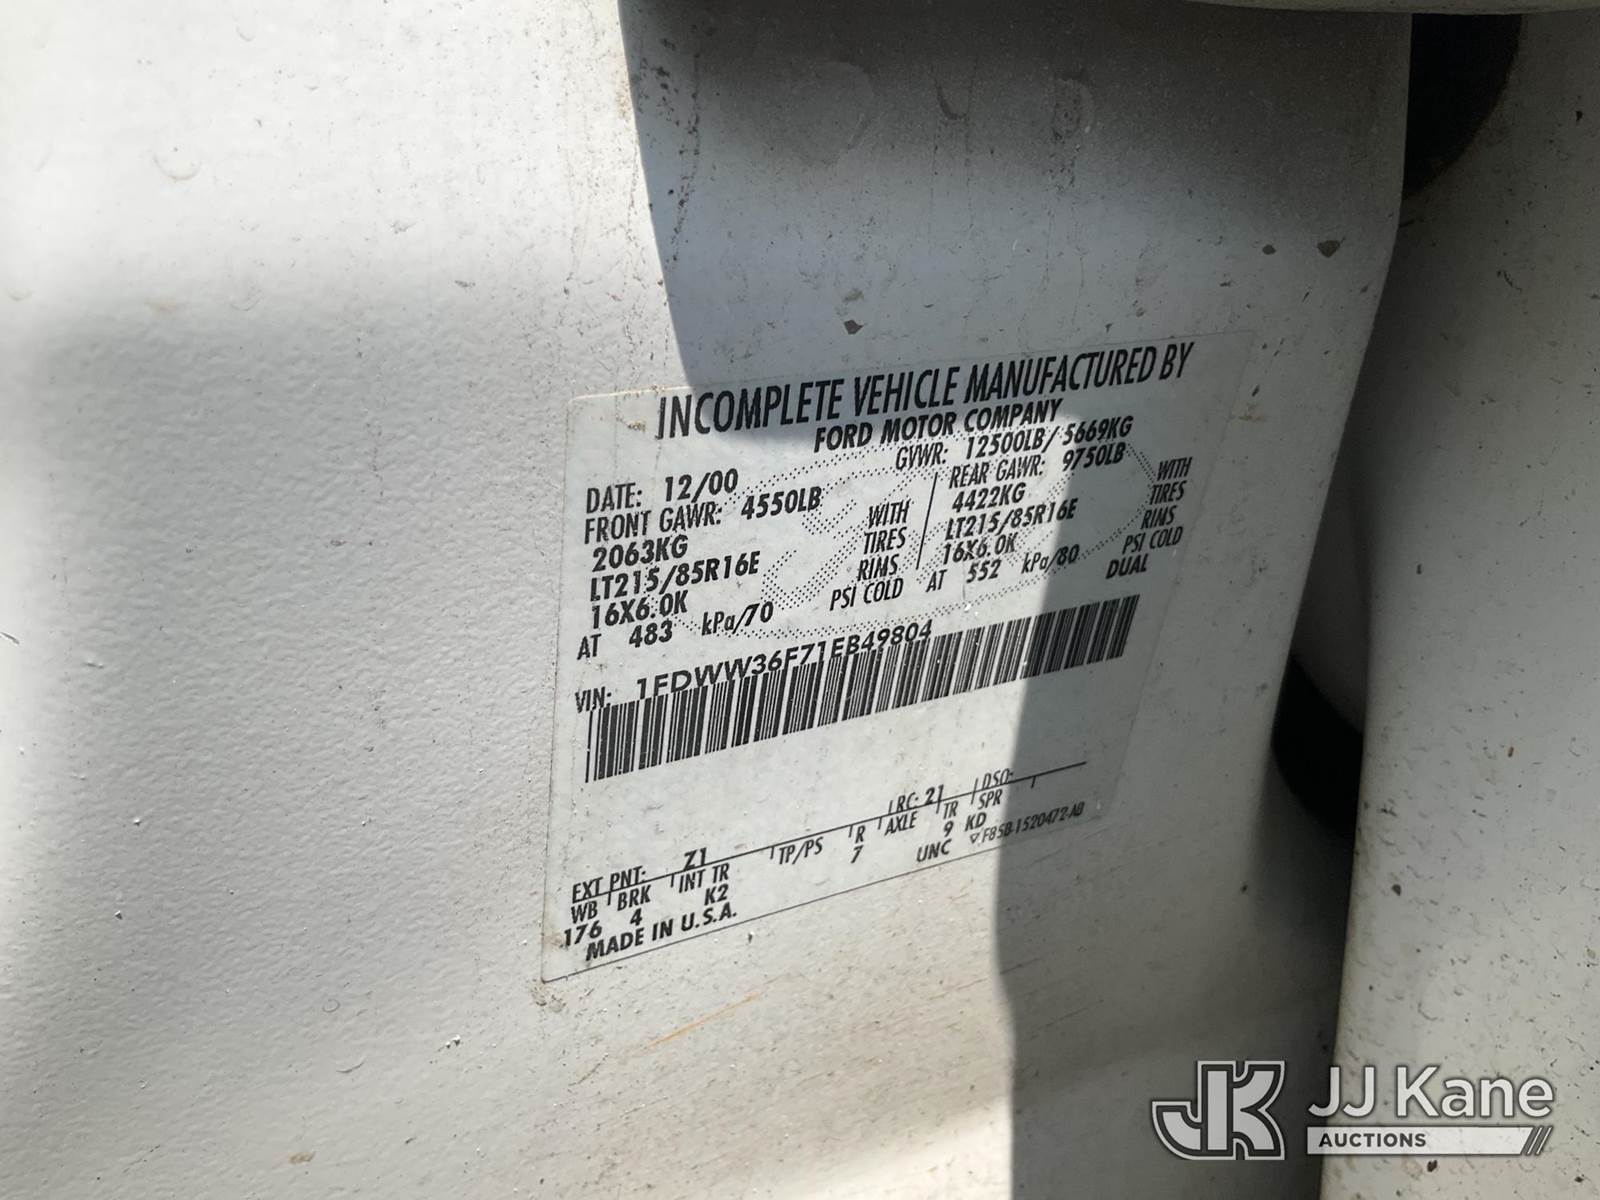 INCOMPLETE VEHICLE MANUFACTURED BY
FORD MOTOR COMPANY
DATE: 12/00 GVWR: 12500LB/ 5669KG
FRONT GAWR: 4550LB REAR GAWR: 9750LB
2063KG WITH 4422KG WITH
LT215/85R16E TIRES LT215/85R16E TIRES
16X6.0K RIMS 16X6.0K RIMS
AT 483 kPa/70 PSI COLD AT 552 kPa/80 PSI COLD
DUAL
VIN: 1FDWW36F71EB49804
EXT PNT: Z1 RC: 21 DSO:
WB BRK INT TR TP/PS R AXLE TR SPR
176 4 K2 7 9 KD
MADE IN U.S.A. UNC F85B-1520472-AB
JK JJ Kane
AUCTIONS